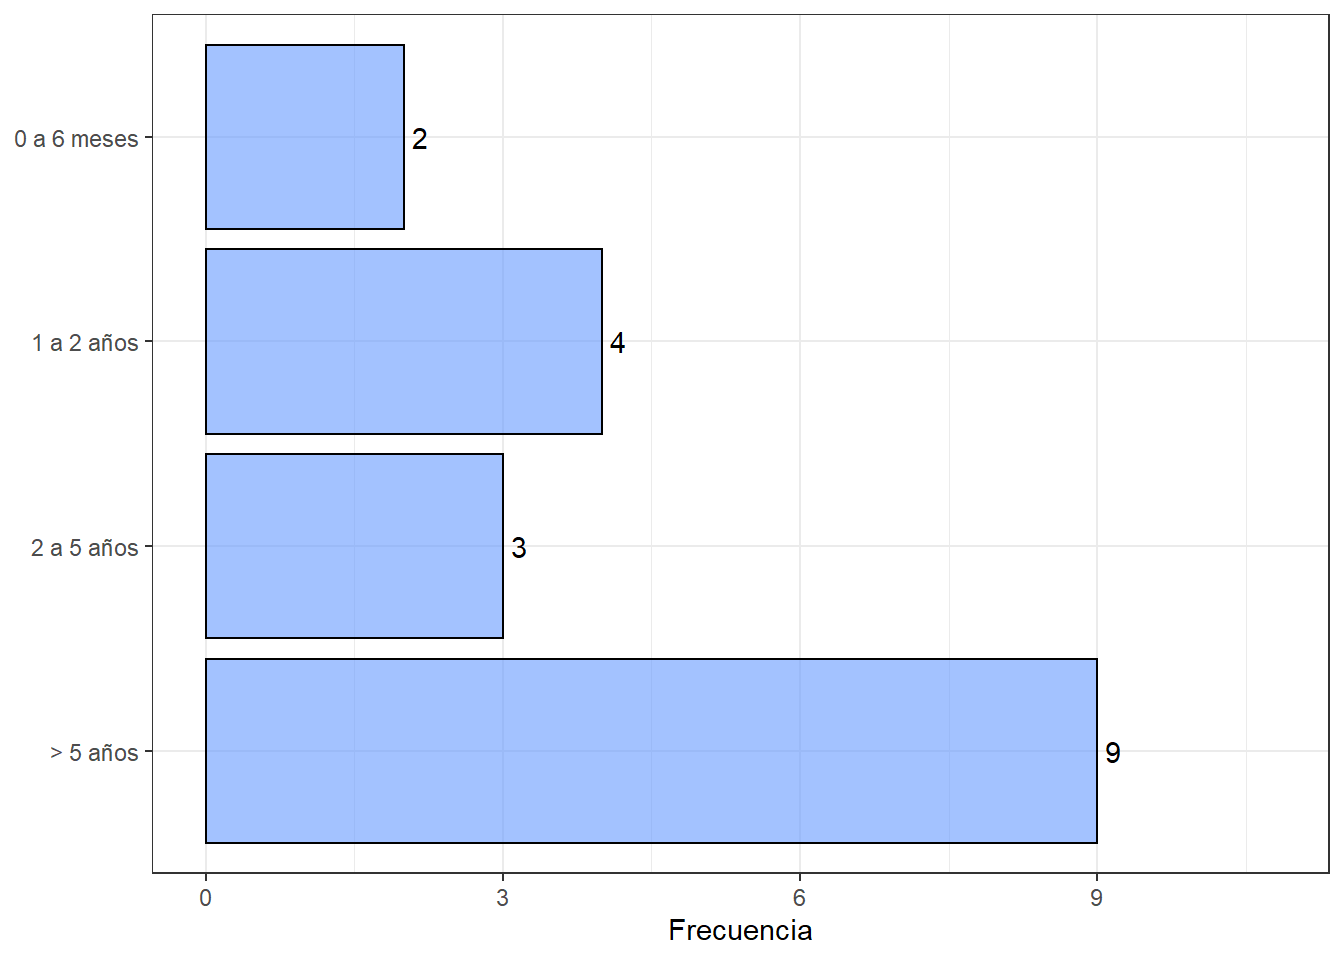 0 a 6 meses
2
1 a 2 años
4
2 a 5 años
3
> 5 años
9
0 3 6 9
Frecuencia